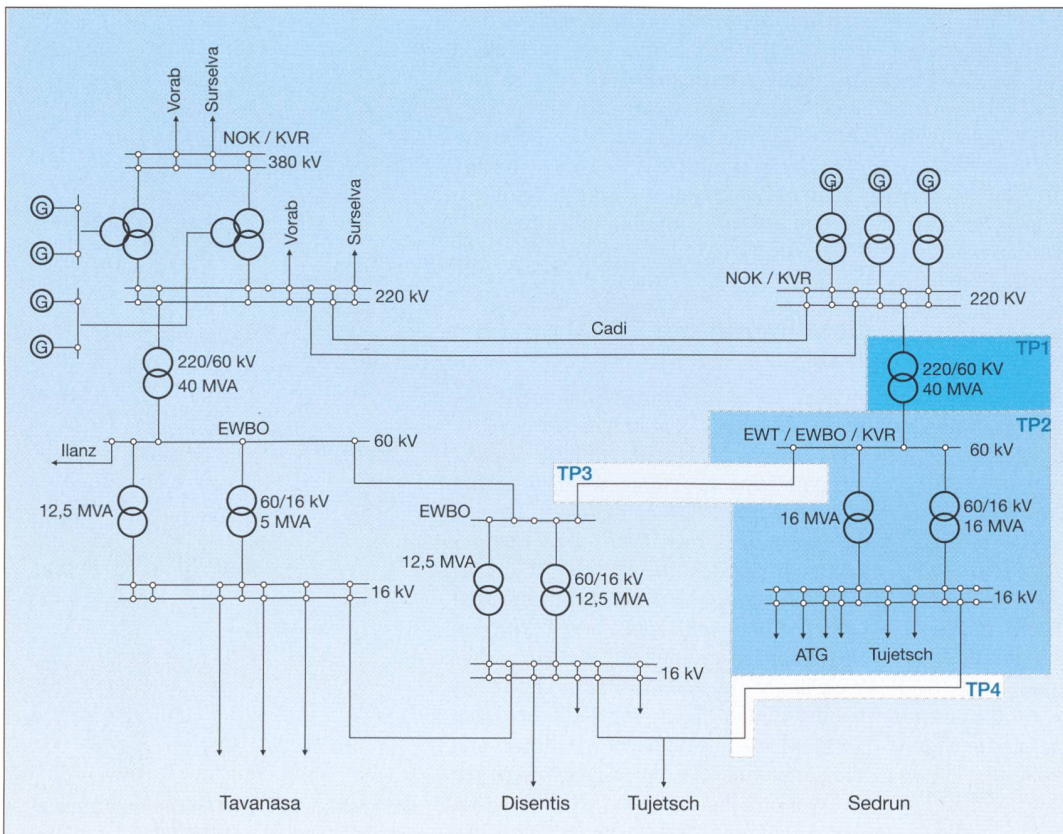 Vorab
Surselva
NOK / KVR
380 kV
G
G
G
G
Vorab
Surselva
220 kV
G
G
G
NOK / KVR
220 KV
Cadi
220/60 kV
40 MVA
TP1
220/60 KV
40 MVA
TP2
EWBO
60 kV
Ilanz
EWT / EWBO / KVR
60 kV
TP3
12,5 MVA
60/16 kV
5 MVA
EWBO
16 MVA
60/16 kV
16 MVA
12,5 MVA
60/16 kV
12,5 MVA
16 kV
16 kV
ATG
Tujetsch
16 kV
TP4
Tavanasa
Disentis
Tujetsch
Sedrun